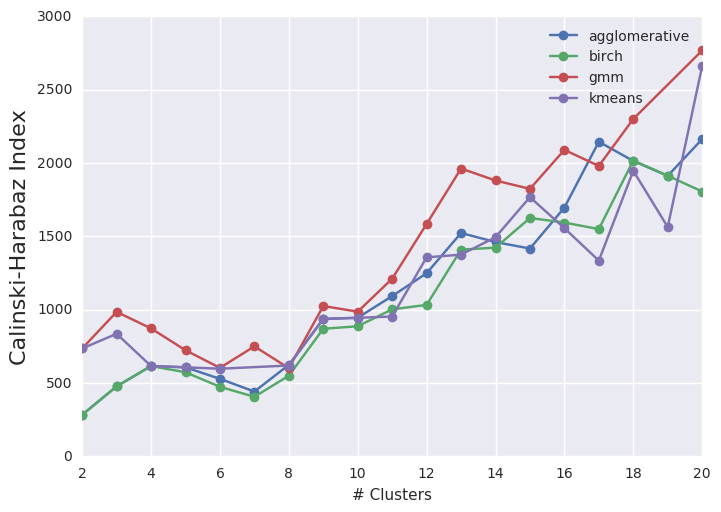 3000
2500
2000
1500
1000
500
0
Calinski-Harabaz Index
agglomerative
birch
gmm
kmeans
2 4 6 8 10 12 14 16 18 20
# Clusters